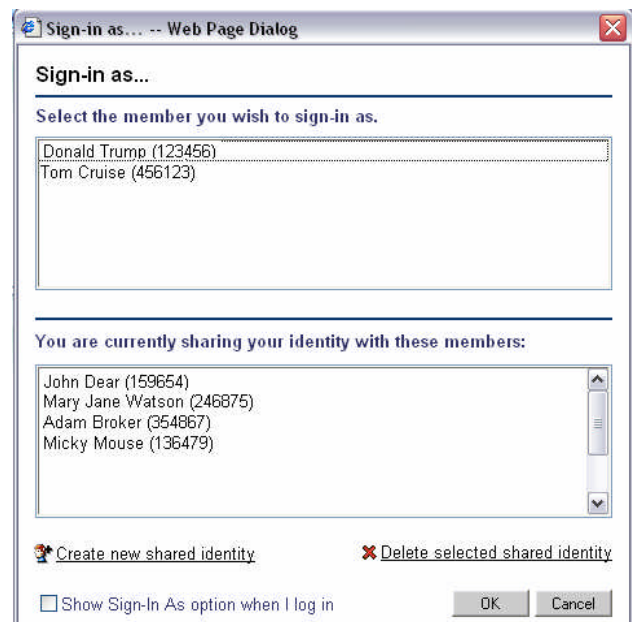 Sign-in as... -- Web Page Dialog
Sign-in as...
Select the member you wish to sign-in as.
Donald Trump (123456)
Tom Cruise (456123)
You are currently sharing your identity with these members:
John Dear (159654)
Mary Jane Watson (246875)
Adam Broker (354867)
Micky Mouse (136479)
Create new shared identity Delete selected shared identity
Show Sign-In As option when I log in OK Cancel